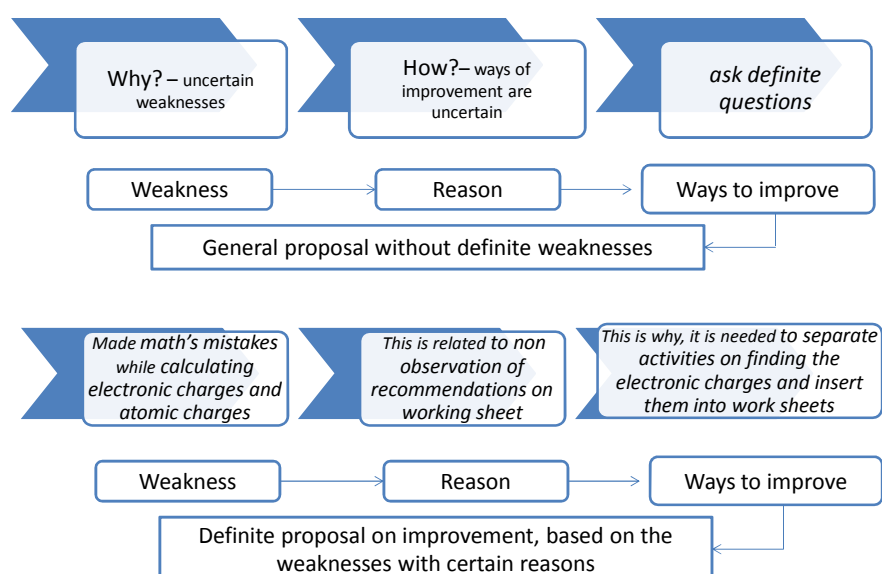 Why? – uncertain
weaknesses
How?– ways of
improvement are
uncertain
ask definite
questions
Weakness
Reason
Ways to improve
General proposal without definite weaknesses
Made math's mistakes
while calculating
electronic charges and
atomic charges
This is related to non
observation of
recommendations on
working sheet
This is why, it is needed to separate
activities on finding the
electronic charges and insert
them into work sheets
Weakness
Reason
Ways to improve
Definite proposal on improvement, based on the
weaknesses with certain reasons